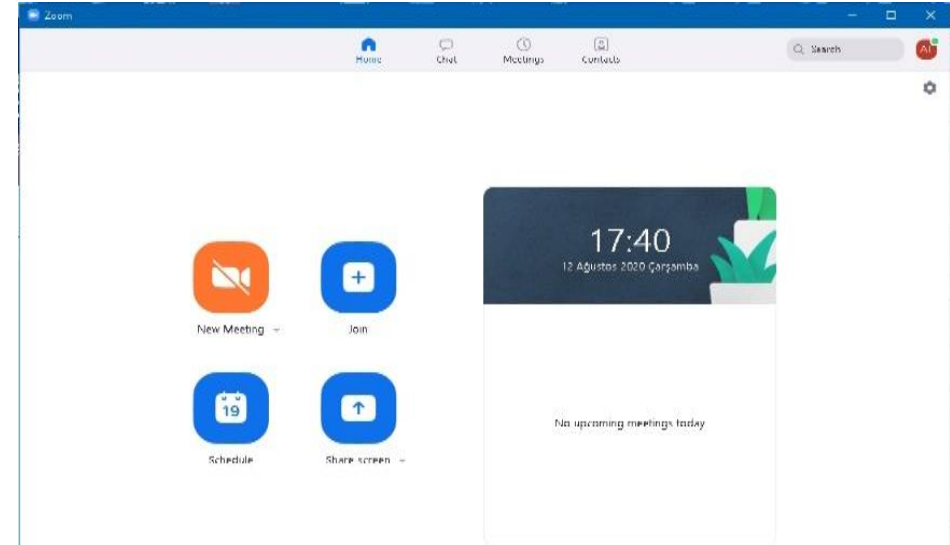 Zoom
Home
Chat
Meetings
Contacts
Search
AI
17:40
12 Ağustos 2020 Çarşamba
New Meeting
Join
19
Schedule
Share screen
No upcoming meetings today